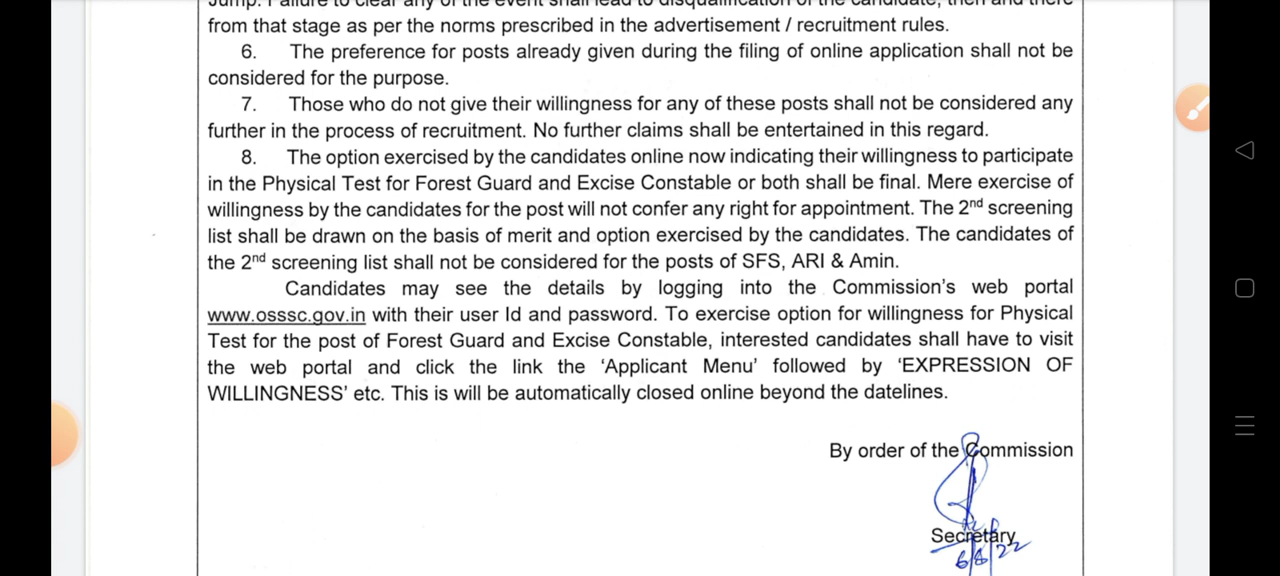 from that stage as per the norms prescribed in the advertisement / recruitment rules.
6. The preference for posts already given during the filing of online application shall not be
considered for the purpose.
7. Those who do not give their willingness for any of these posts shall not be considered any
further in the process of recruitment. No further claims shall be entertained in this regard.
8. The option exercised by the candidates online now indicating their willingness to participate
in the Physical Test for Forest Guard and Excise Constable or both shall be final. Mere exercise of
willingness by the candidates for the post will not confer any right for appointment. The 2nd screening
list shall be drawn on the basis of merit and option exercised by the candidates. The candidates of
the 2nd screening list shall not be considered for the posts of SFS, ARI & Amin.
Candidates may see the details by logging into the Commission's web portal
www.osssc.gov.in with their user Id and password. To exercise option for willingness for Physical
Test for the post of Forest Guard and Excise Constable, interested candidates shall have to visit
the web portal and click the link the 'Applicant Menu' followed by 'EXPRESSION OF
WILLINGNESS' etc. This is will be automatically closed online beyond the datelines.
By order of the Commission
Secretary
6/8/22